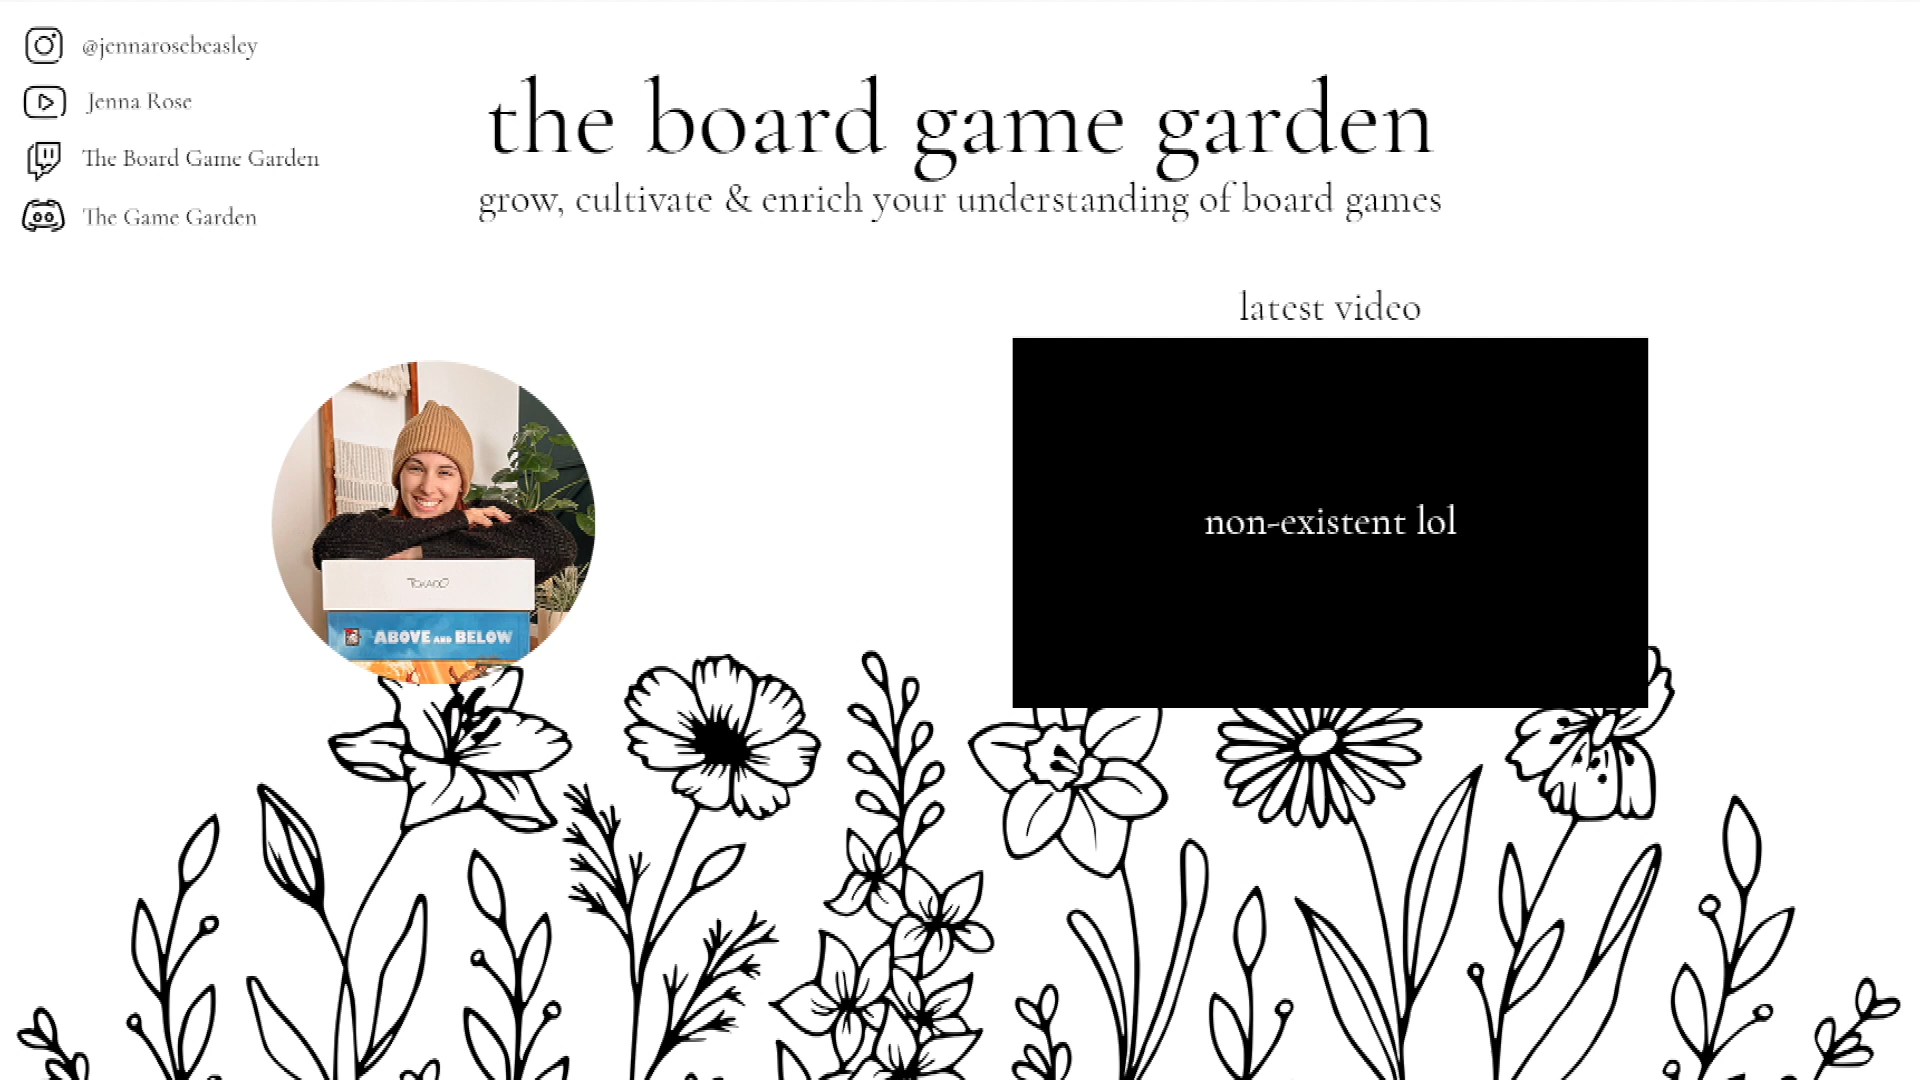 @jennarosebeasley
Jenna Rose
The Board Game Garden
The Game Garden
the board game garden
grow, cultivate & enrich your understanding of board games
latest video
non-existent lol
TOKAIDO
ABOVE AND BELOW